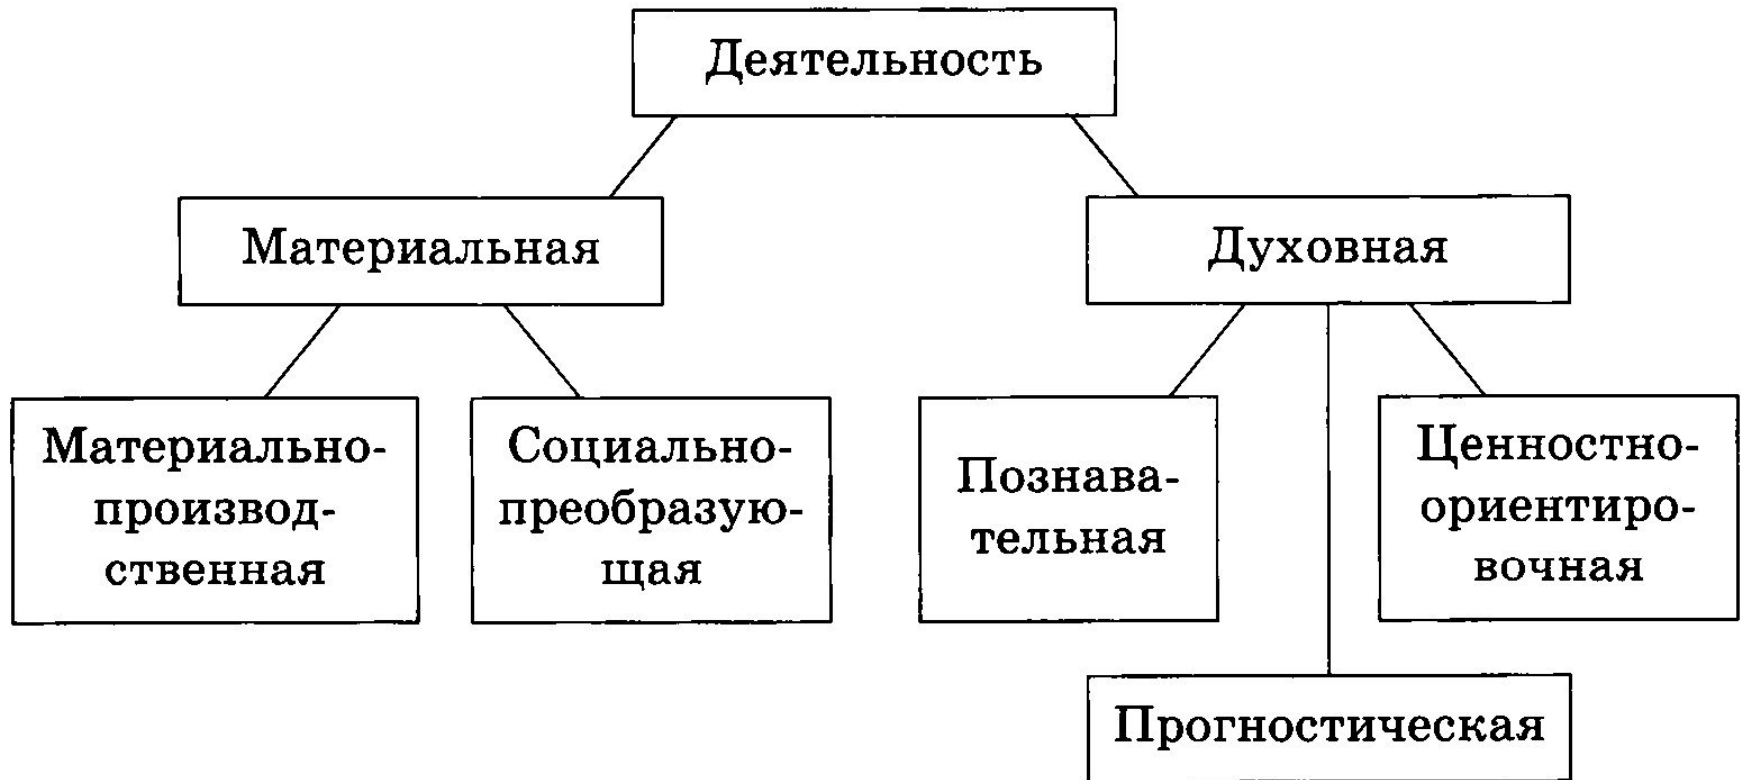 Деятельность
Материальная
Духовная
Материально-
производ-
ственная
Социально-
преобразую-
щая
Познава-
тельная
Ценностно-
ориентиро-
вочная
Прогностическая